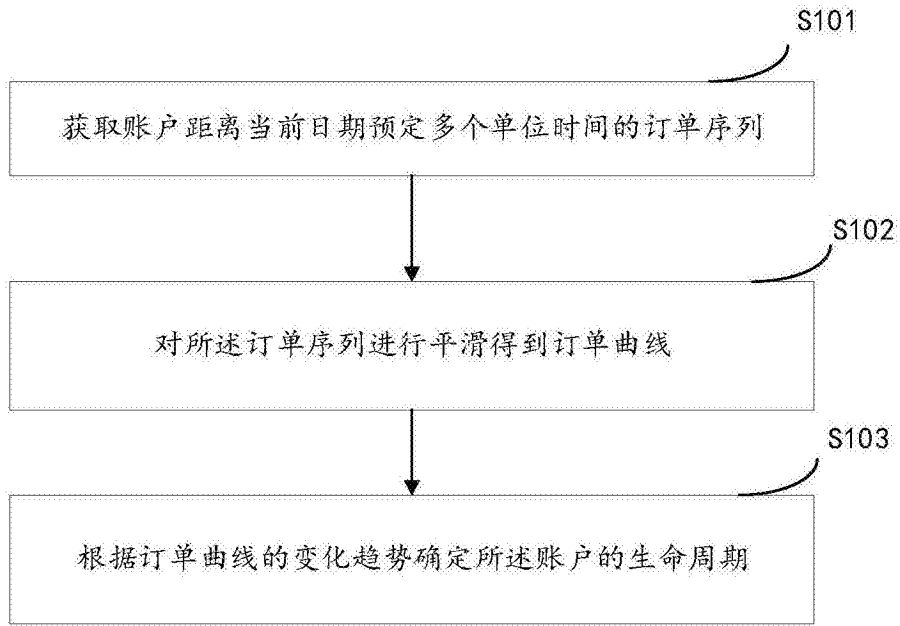 S101
获取账户距离当前日期预定多个单位时间的订单序列
S102
对所述订单序列进行平滑得到订单曲线
S103
根据订单曲线的变化趋势确定所述账户的生命周期